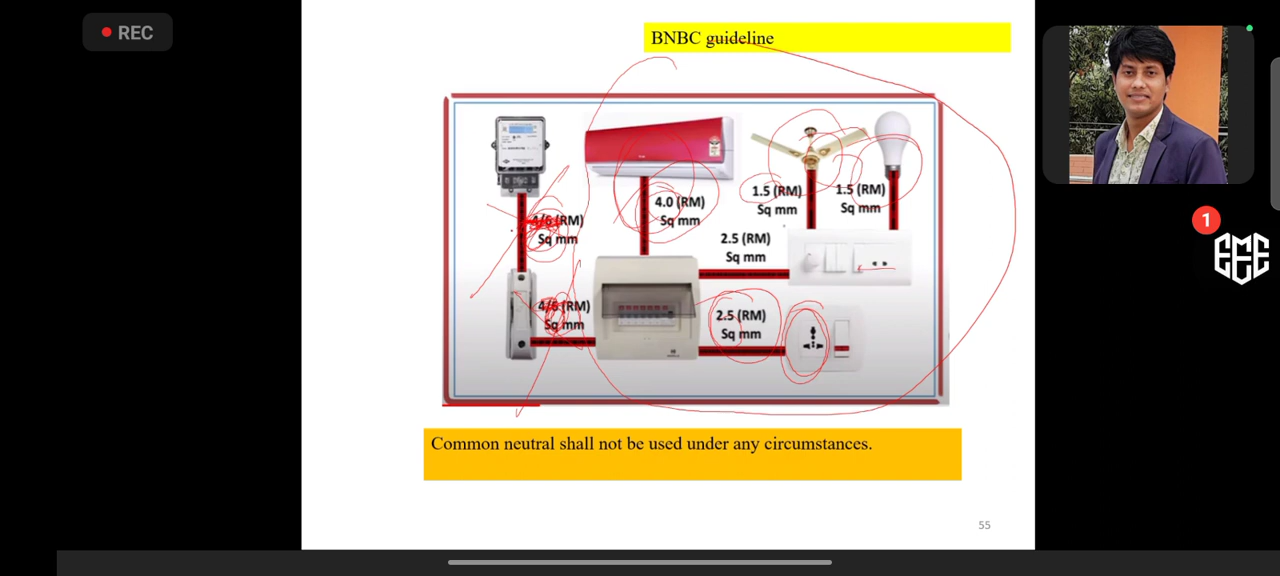 REC
BNBC guideline
4/6 (RM)
Sq mm
4.0 (RM)
Sq mm
1.5 (RM)
Sq mm
1.5 (RM)
Sq mm
2.5 (RM)
Sq mm
4/6 (RM)
Sq mm
2.5 (RM)
Sq mm
Common neutral shall not be used under any circumstances.
55
1
EEE